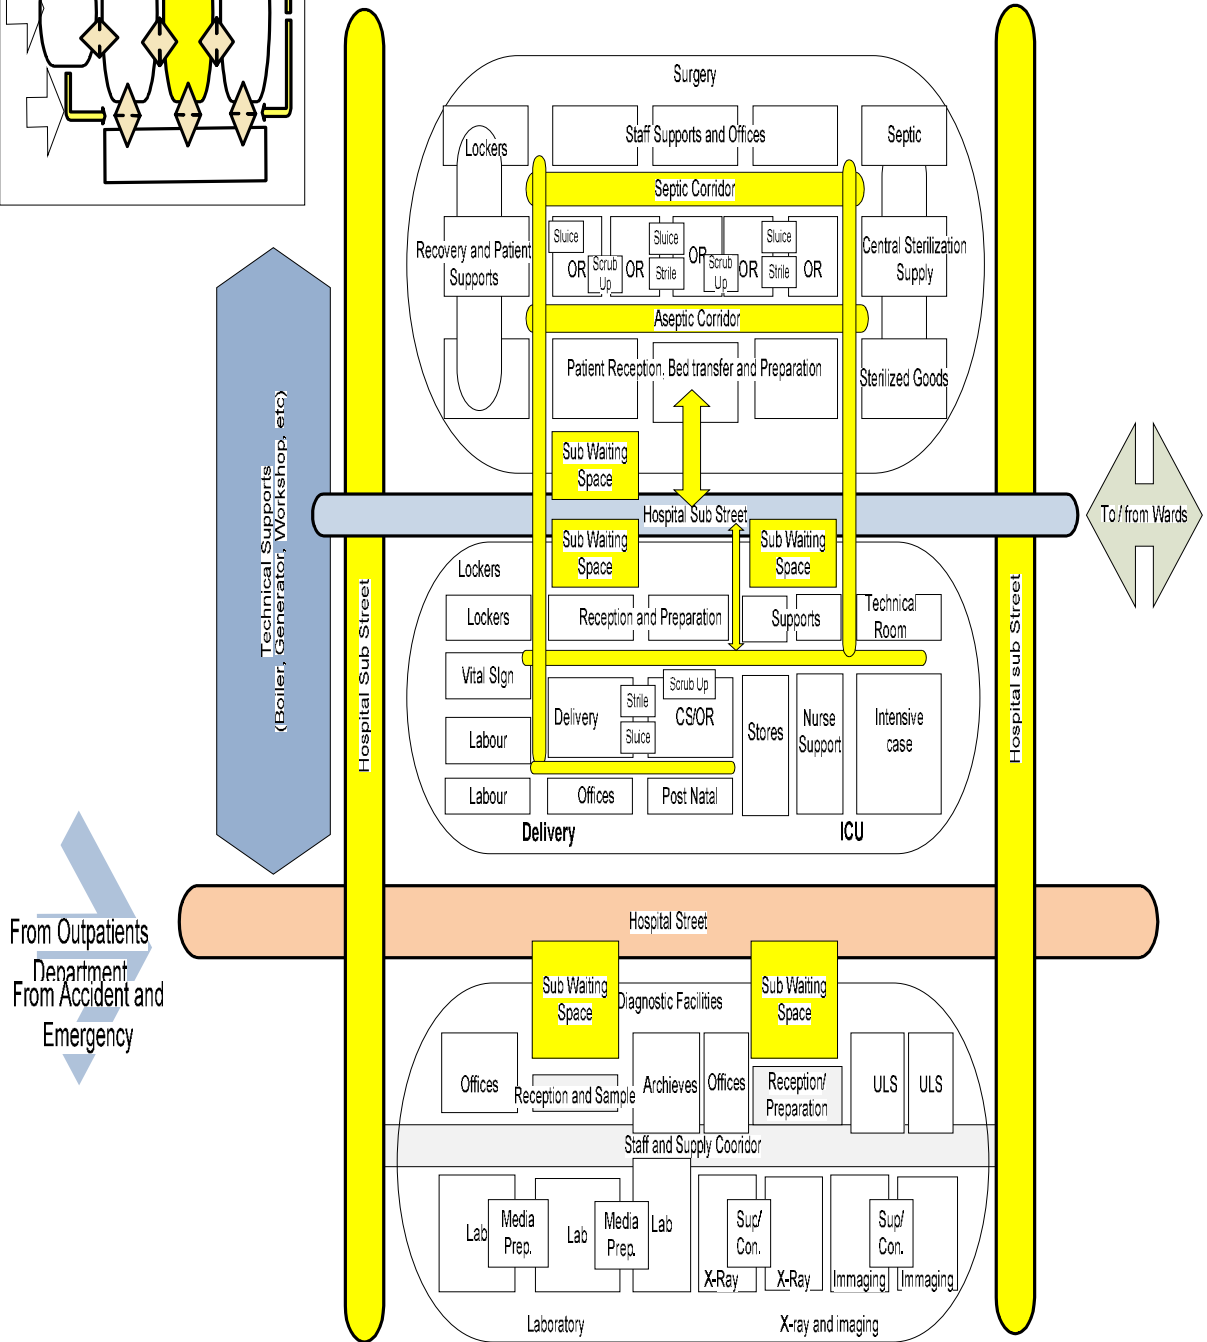 Surgery
Lockers
Staff Supports and Offices
Septic
Septic Corridor
Sluice
Sluice
Sluice
Recovery and Patient
Supports
OR
Scrub
Up
OR
Strile
OR
Scrub
Up
OR
Strile
OR
Central Sterilization
Supply
Aseptic Corridor
Patient Reception, Bed transfer and Preparation
Sterilized Goods
Sub Waiting
Space
Hospital Sub Street
To / from Wards
Sub Waiting
Space
Sub Waiting
Space
Technical Supports
(Boiler, Generator, Workshop, etc)
Hospital Sub Street
Hospital sub Street
Lockers
Lockers
Reception and Preparation
Supports
Technical
Room
Vital SIgn
Scrub Up
Delivery
Strile
CS/OR
Sluice
Stores
Nurse
Support
Intensive
case
Labour
Labour
Offices
Post Natal
Delivery
ICU
From Outpatients
Department
From Accident and
Emergency
Hospital Street
Sub Waiting
Space
Diagnostic Facilities
Sub Waiting
Space
Offices
Reception and Sample
Archieves
Offices
Reception/
Preparation
ULS
ULS
Staff and Supply Cooridor
Lab
Media
Prep.
Lab
Media
Prep.
Lab
Sup/
Con.
X-Ray
X-Ray
Sup/
Con.
Immaging
Immaging
Laboratory
X-ray and imaging